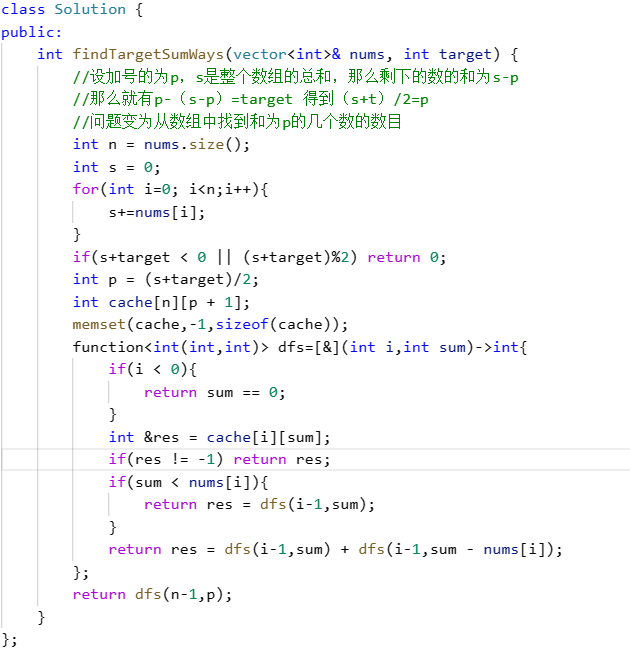 class Solution {
public:
    int findTargetSumWays(vector<int>& nums, int target) {
        //设加号的为p，s是整个数组的总和，那么剩下的数的和为s-p
        //那么就有p-（s-p）=target 得到（s+t）/2=p
        //问题变为从数组中找到和为p的几个数的数目
        int n = nums.size();
        int s = 0;
        for(int i=0; i<n;i++){
            s+=nums[i];
        }
        if(s+target < 0 || (s+target)%2) return 0;
        int p = (s+target)/2;
        int cache[n][p + 1];
        memset(cache,-1,sizeof(cache));
        function<int(int,int)> dfs=[&](int i,int sum)->int{
            if(i < 0){
                return sum == 0;
            }
            int &res = cache[i][sum];
            if(res != -1) return res;
            if(sum < nums[i]){
                return res = dfs(i-1,sum);
            }
            return res = dfs(i-1,sum) + dfs(i-1,sum - nums[i]);
        };
        return dfs(n-1,p);
    }
};